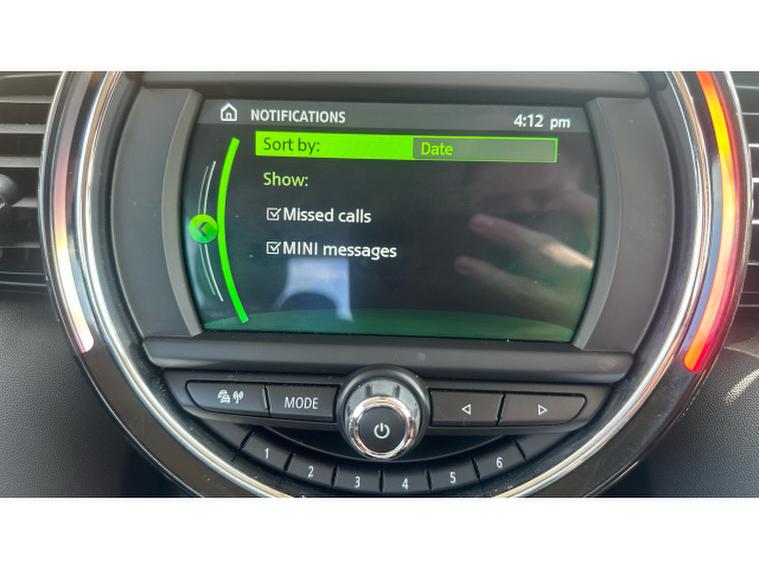 NOTIFICATIONS 4:12 pm
Sort by: Date
Show:
Missed calls
MINI messages
MODE
1 2 3 4 5 6